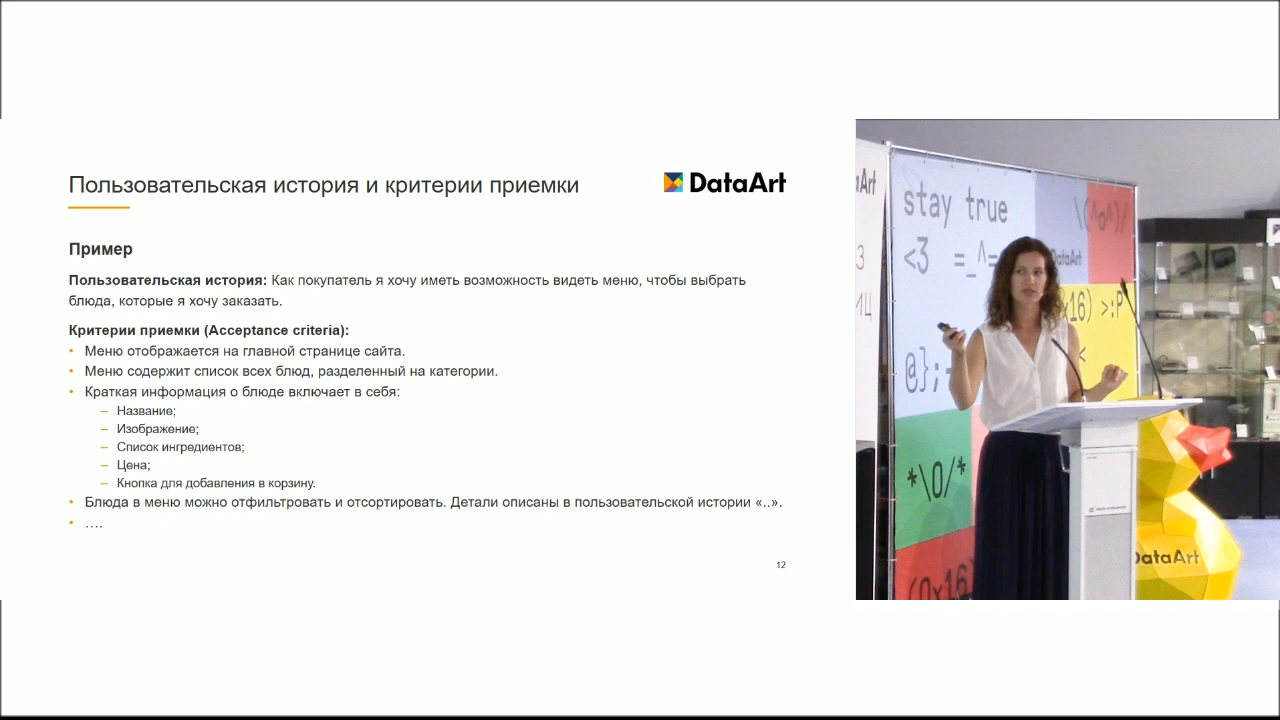 Пользовательская история и критерии приемки
DataArt
Пример
Пользовательская история: Как покупатель я хочу иметь возможность видеть меню, чтобы выбрать
блюда, которые я хочу заказать.
Критерии приемки (Acceptance criteria):
• Меню отображается на главной странице сайта.
• Меню содержит список всех блюд, разделенный на категории.
• Краткая информация о блюде включает в себя:
– Название;
– Изображение;
– Список ингредиентов;
– Цена;
– Кнопка для добавления в корзину.
• Блюда в меню можно отфильтровать и отсортировать. Детали описаны в пользовательской истории «..».
• ….
12
stay true
\(^o^)/
<3 =_^=
DataArt
x16) >:P
@};-
<
*\0/*
(0x16)
DataArt